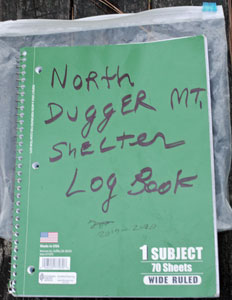 North
Dugger Mt.
Shelter
Log Book
1 SUBJECT
70 Sheets
WIDE RULED